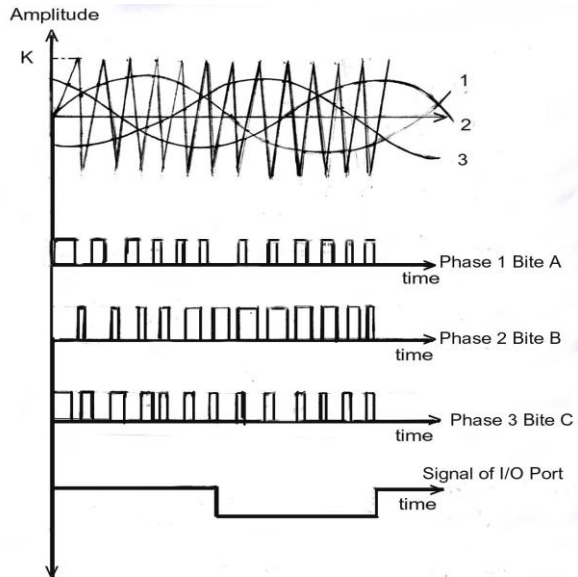 Amplitude
K
1
2
3
Phase 1 Bite A
time
Phase 2 Bite B
time
Phase 3 Bite C
time
Signal of I/O Port
time